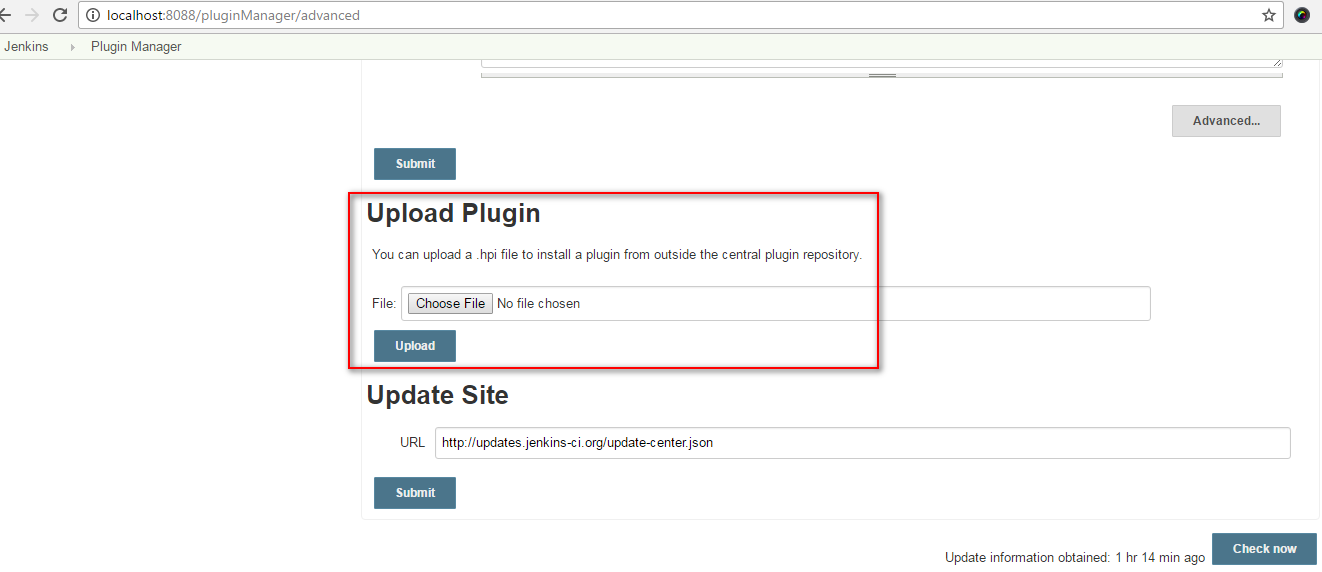 localhost:8088/pluginManager/advanced
Jenkins Plugin Manager
Advanced...
Submit
Upload Plugin
You can upload a .hpi file to install a plugin from outside the central plugin repository.
File: Choose File No file chosen
Upload
Update Site
URL http://updates.jenkins-ci.org/update-center.json
Submit
Update information obtained: 1 hr 14 min ago Check now